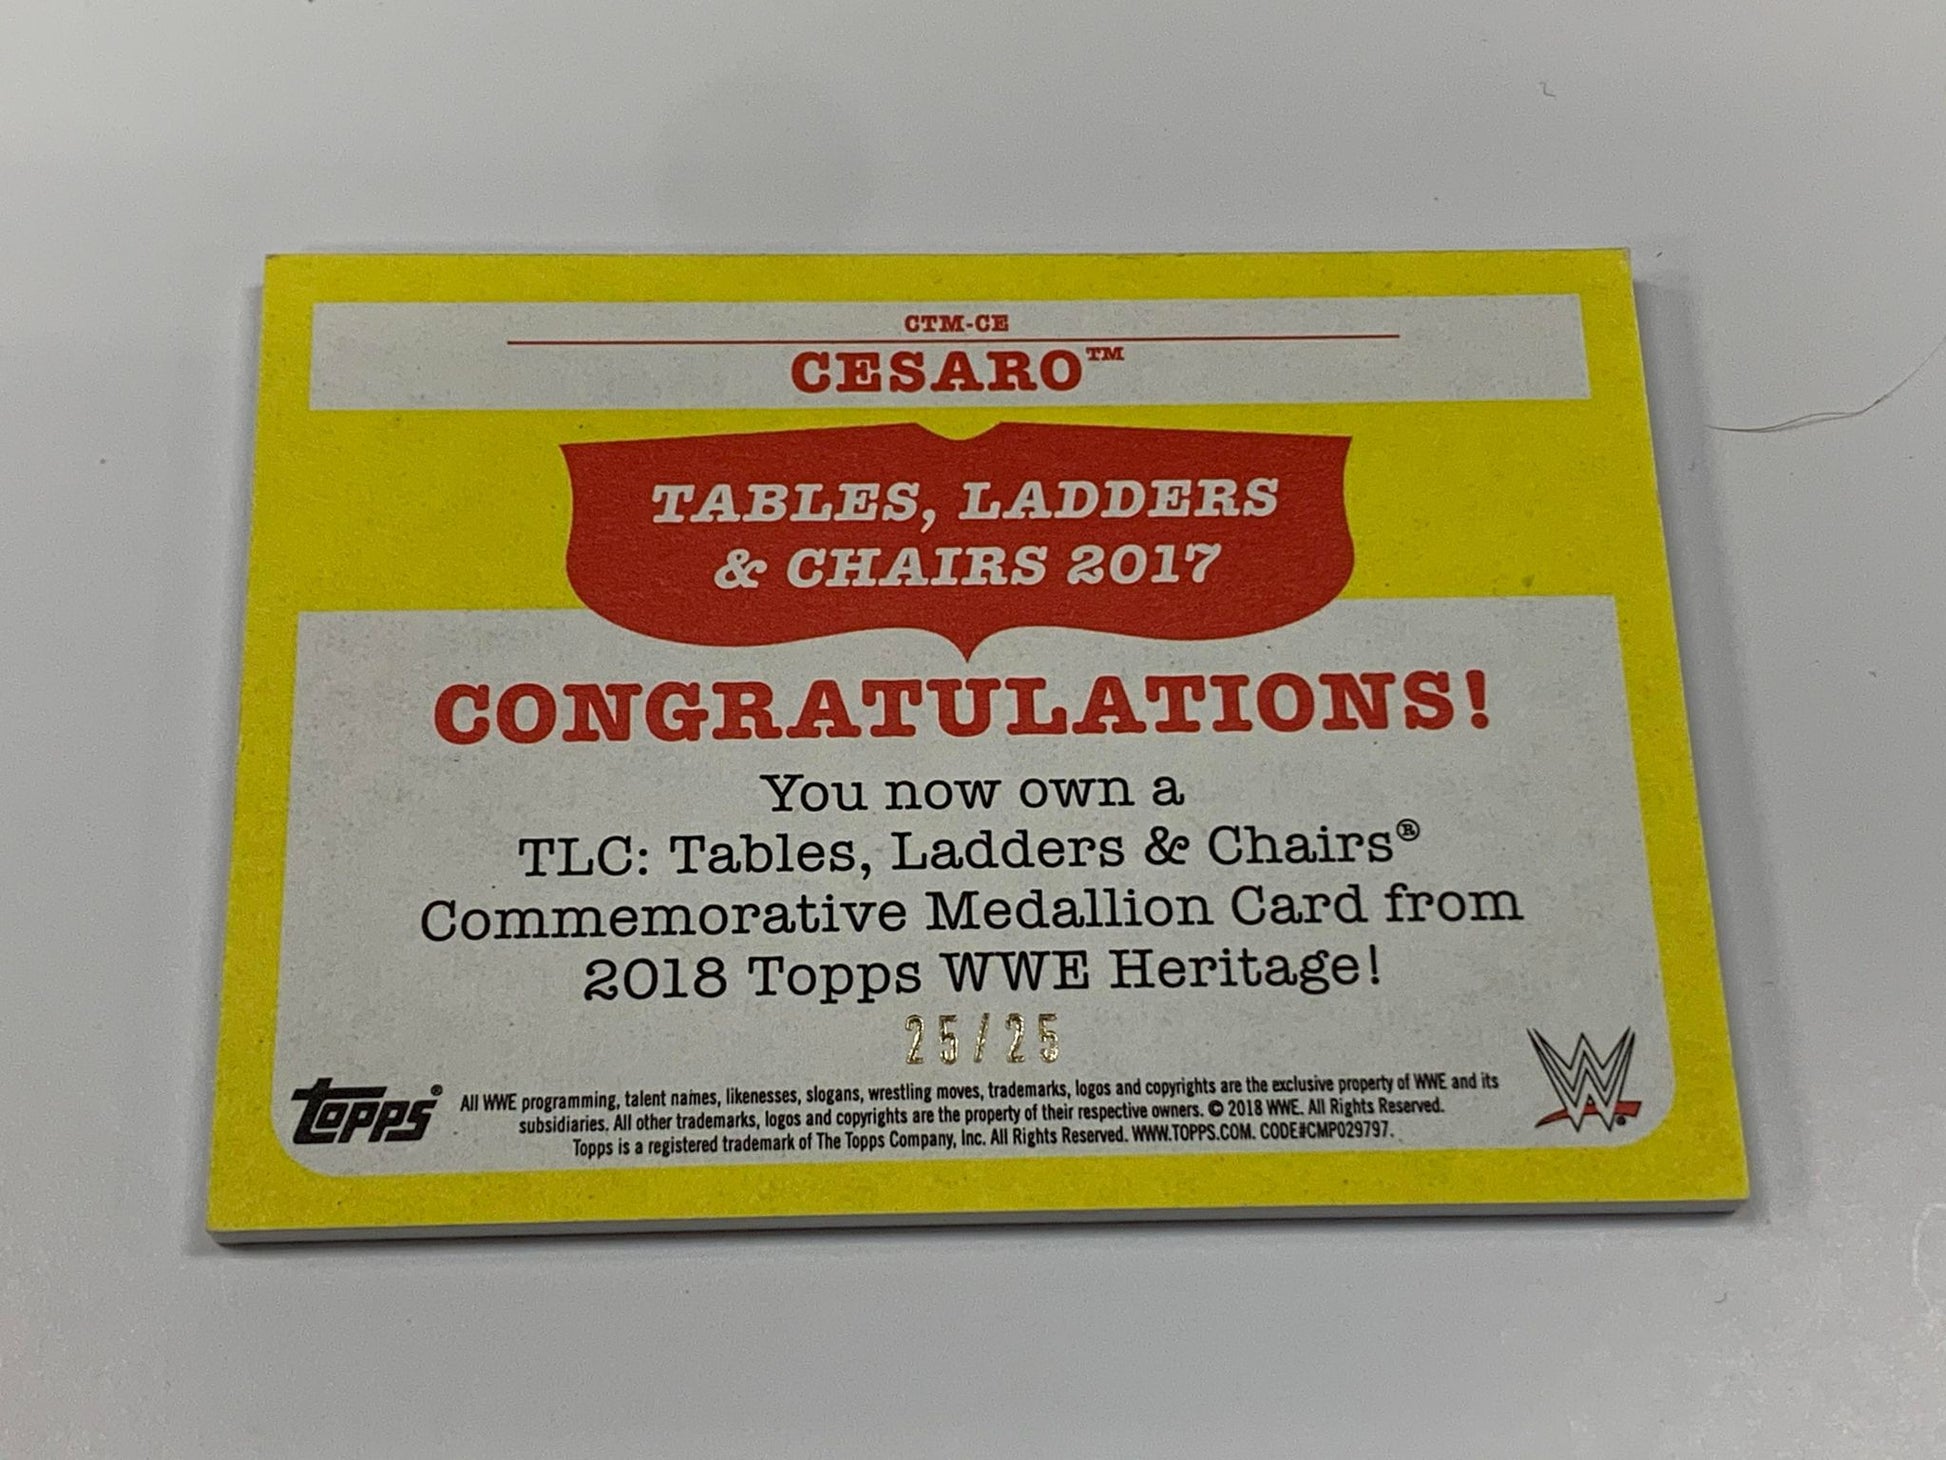 CTM-CE
CESARO™
TABLES, LADDERS
& CHAIRS 2017
CONGRATULATIONS!
You now own a
TLC: Tables, Ladders & Chairs®
Commemorative Medallion Card from
2018 Topps WWE Heritage!
25/25
topps®
All WWE programming, talent names, likenesses, slogans, wrestling moves, trademarks, logos and copyrights are the exclusive property of WWE and its
subsidiaries. All other trademarks, logos and copyrights are the property of their respective owners. © 2018 WWE. All Rights Reserved.
Topps is a registered trademark of The Topps Company, Inc. All Rights Reserved. WWW.TOPPS.COM. CODE#CMP029797.
W®